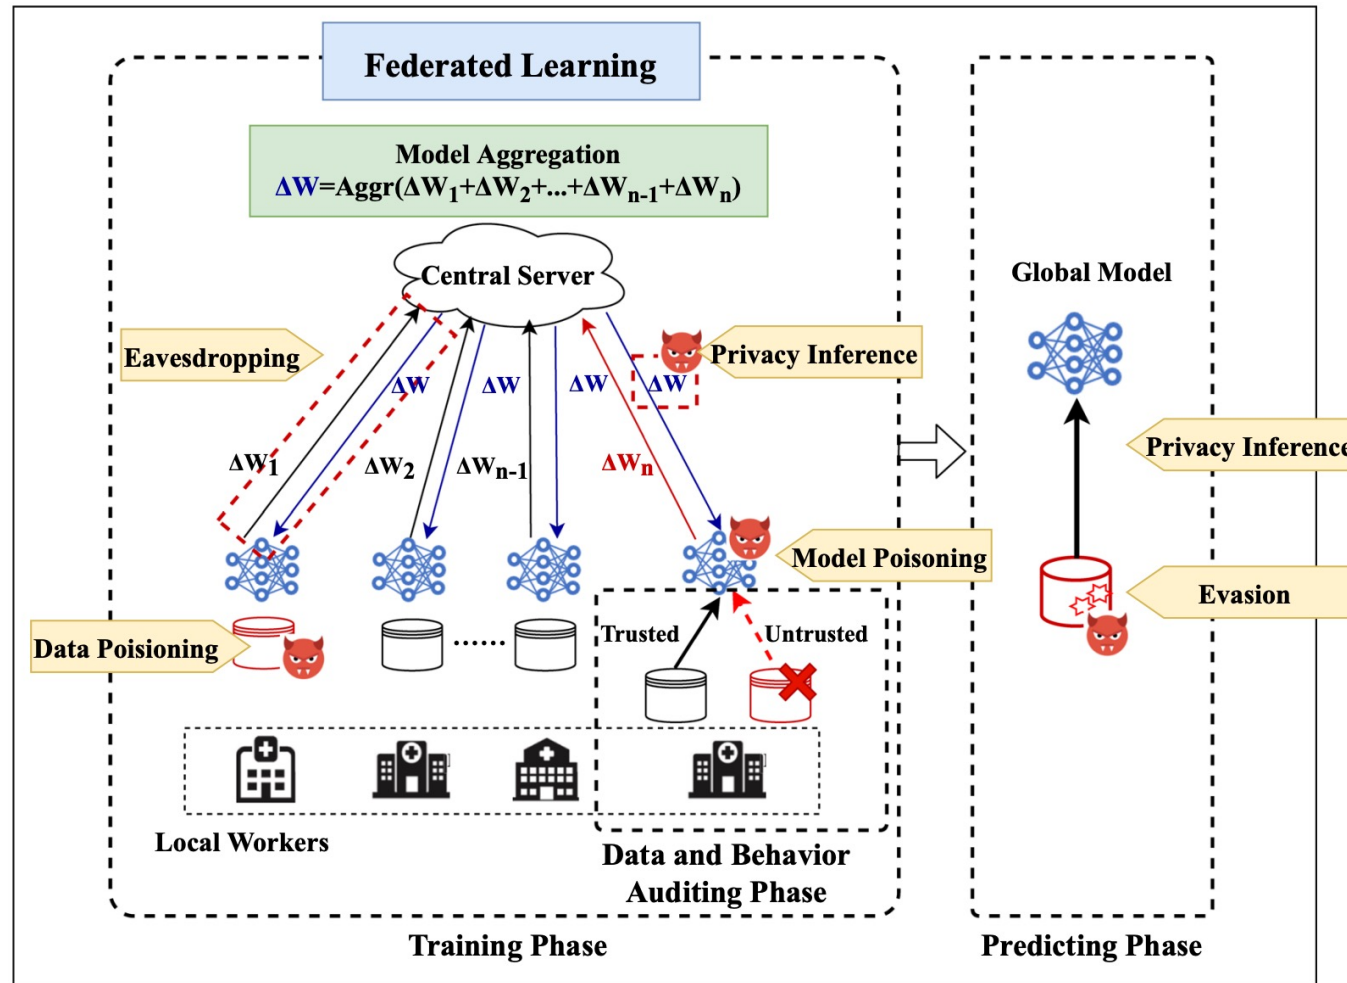 Federated Learning
Model Aggregation
ΔW=Aggr(ΔW1+ΔW2+...+ΔWn-1+ΔWn)
Central Server
Global Model
Eavesdropping
Privacy Inference
ΔW
ΔW
ΔW
ΔW
ΔW1
ΔW2
ΔWn-1
ΔWn
Privacy Inference
Model Poisoning
Evasion
Data Poisioning
Trusted
Untrusted
......
Local Workers
Data and Behavior
Auditing Phase
Training Phase
Predicting Phase